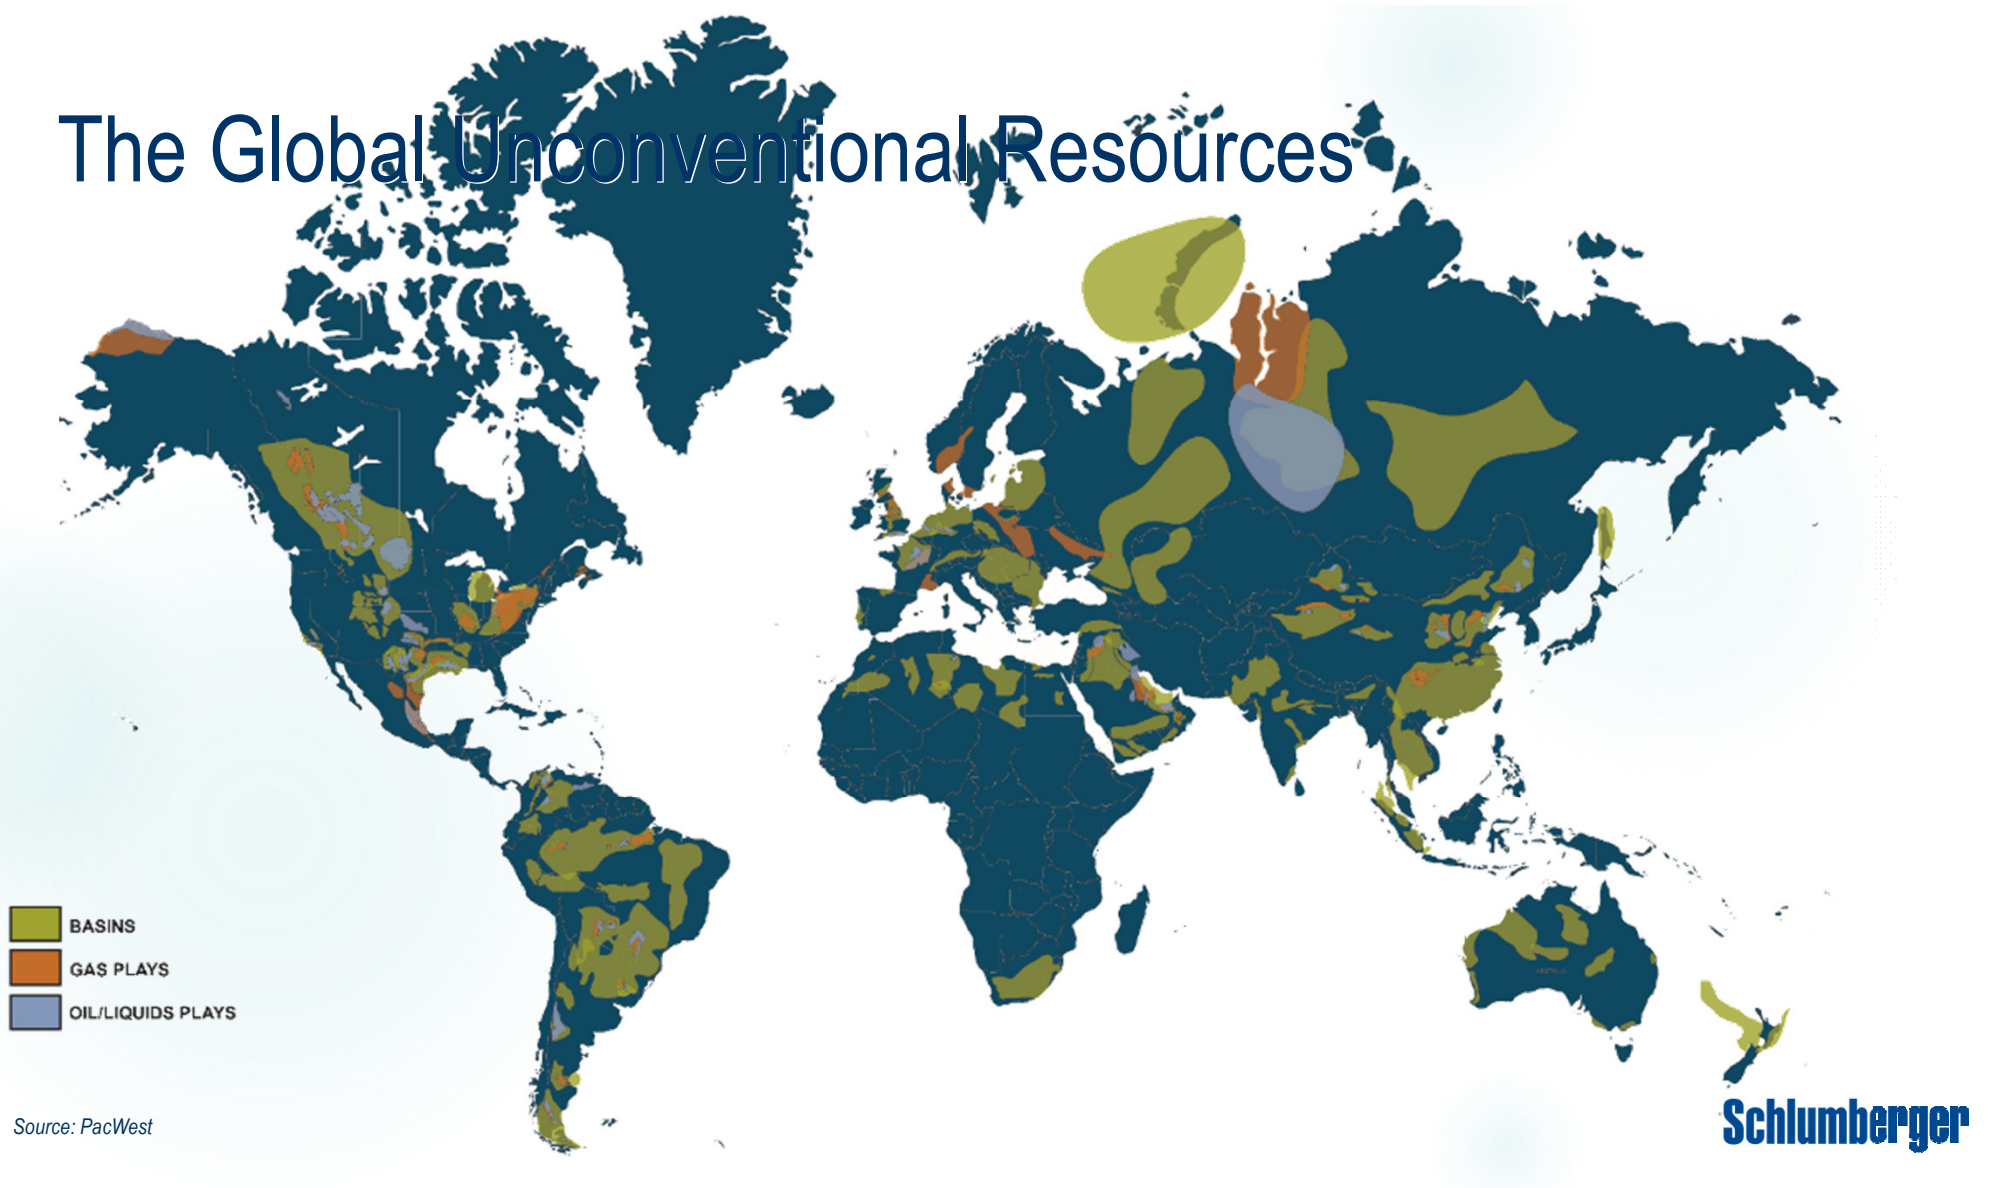 The Global Unconventional Resources
BASINS
GAS PLAYS
OIL/LIQUIDS PLAYS
Source: PacWest
Schlumberger